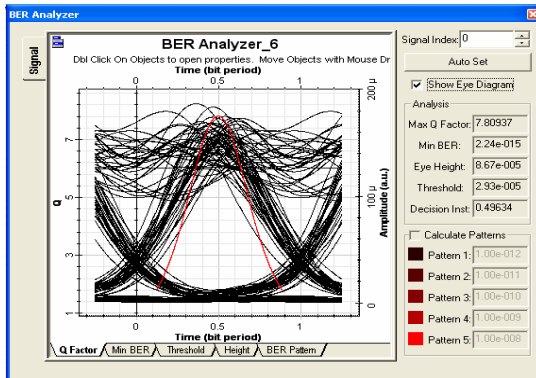 BER Analyzer
Signal
BER Analyzer_6
Dbl Click On Objects to open properties. Move Objects with Mouse Dr
Time (bit period)
0 0.5 1
Q
1 3 5 7
Amplitude (a.u.)
0 100 µ 200 µ
0 0.5 1
Time (bit period)
Q Factor Min BER Threshold Height BER Pattern
Signal Index: 0
Auto Set
Show Eye Diagram
Analysis
Max Q Factor: 7.80937
Min BER: 2.24e-015
Eye Height: 8.67e-005
Threshold: 2.93e-005
Decision Inst: 0.49634
Calculate Patterns
Pattern 1: 1.00e-012
Pattern 2: 1.00e-011
Pattern 3: 1.00e-010
Pattern 4: 1.00e-009
Pattern 5: 1.00e-008